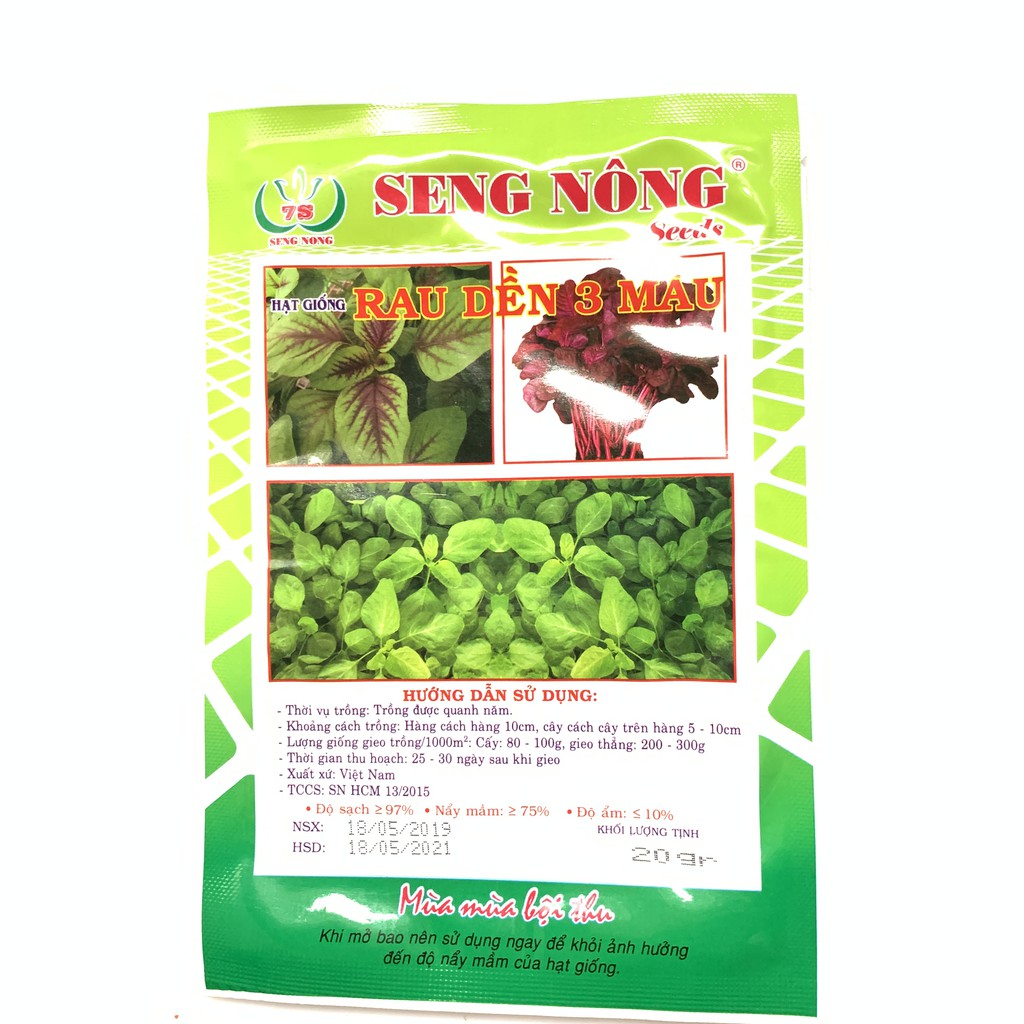 7S
SENG NONG
SENG NÔNG®
Seeds
HẠT GIỐNG RAU DỀN 3 MÀU
HƯỚNG DẪN SỬ DỤNG:
- Thời vụ trồng: Trồng được quanh năm.
- Khoảng cách trồng: Hàng cách hàng 10cm, cây cách cây trên hàng 5 - 10cm
- Lượng giống gieo trồng/1000m²: Cấy: 80 - 100g, gieo thẳng: 200 - 300g
- Thời gian thu hoạch: 25 - 30 ngày sau khi gieo
- Xuất xứ: Việt Nam
- TCCS: SN HCM 13/2015
• Độ sạch ≥ 97% • Nẩy mầm: ≥ 75% • Độ ẩm: ≤ 10%
NSX: 18/05/2019
HSD: 18/05/2021
KHỐI LƯỢNG TỊNH
20 gr
Mùa mùa bội thu
Khi mở bao nên sử dụng ngay để khỏi ảnh hưởng
đến độ nẩy mầm của hạt giống.